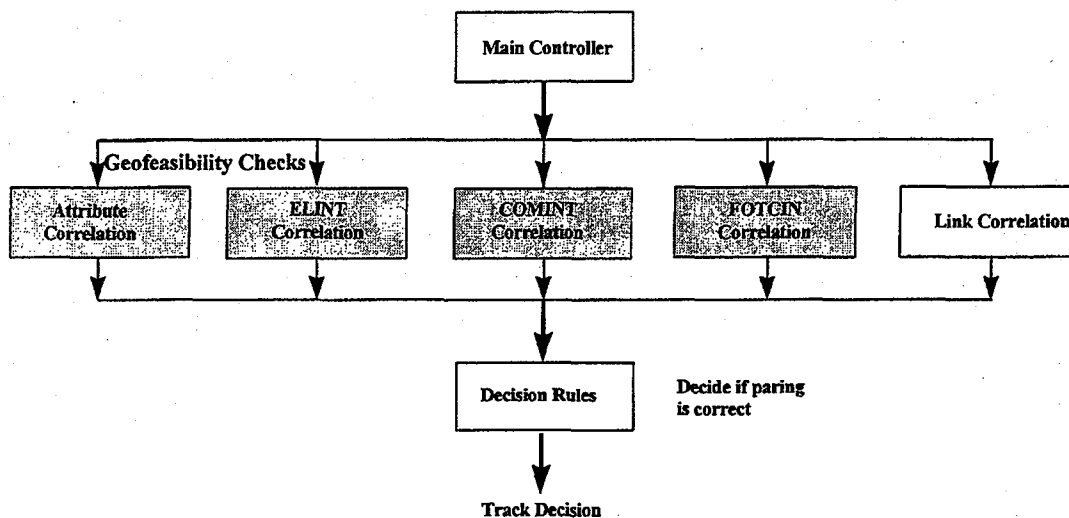 Main Controller
Geofeasibility Checks
Attribute
Correlation
ELINT
Correlation
COMINT
Correlation
FOTCIN
Correlation
Link Correlation
Decision Rules
Decide if paring
is correct
Track Decision